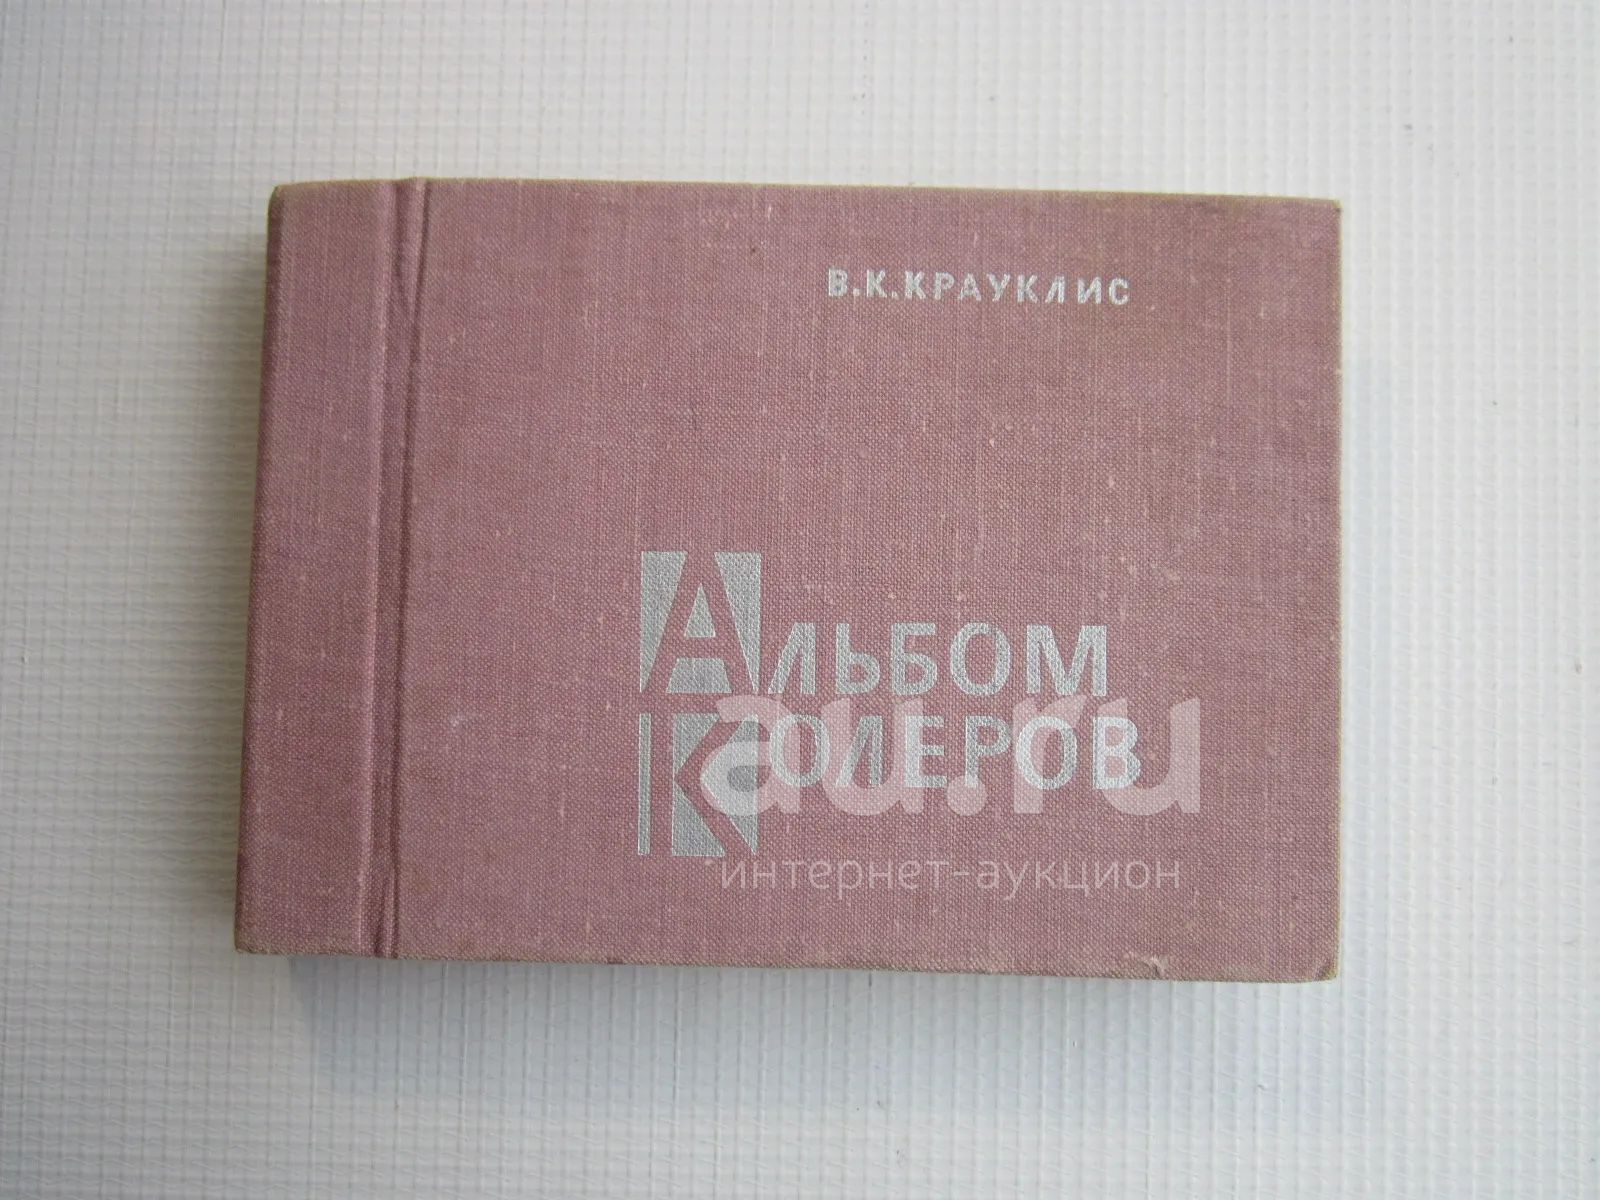 В.К.КРАУКЛИС
АЛЬБОМ
КОЛЕРОВ
au.ru
интернет-аукцион